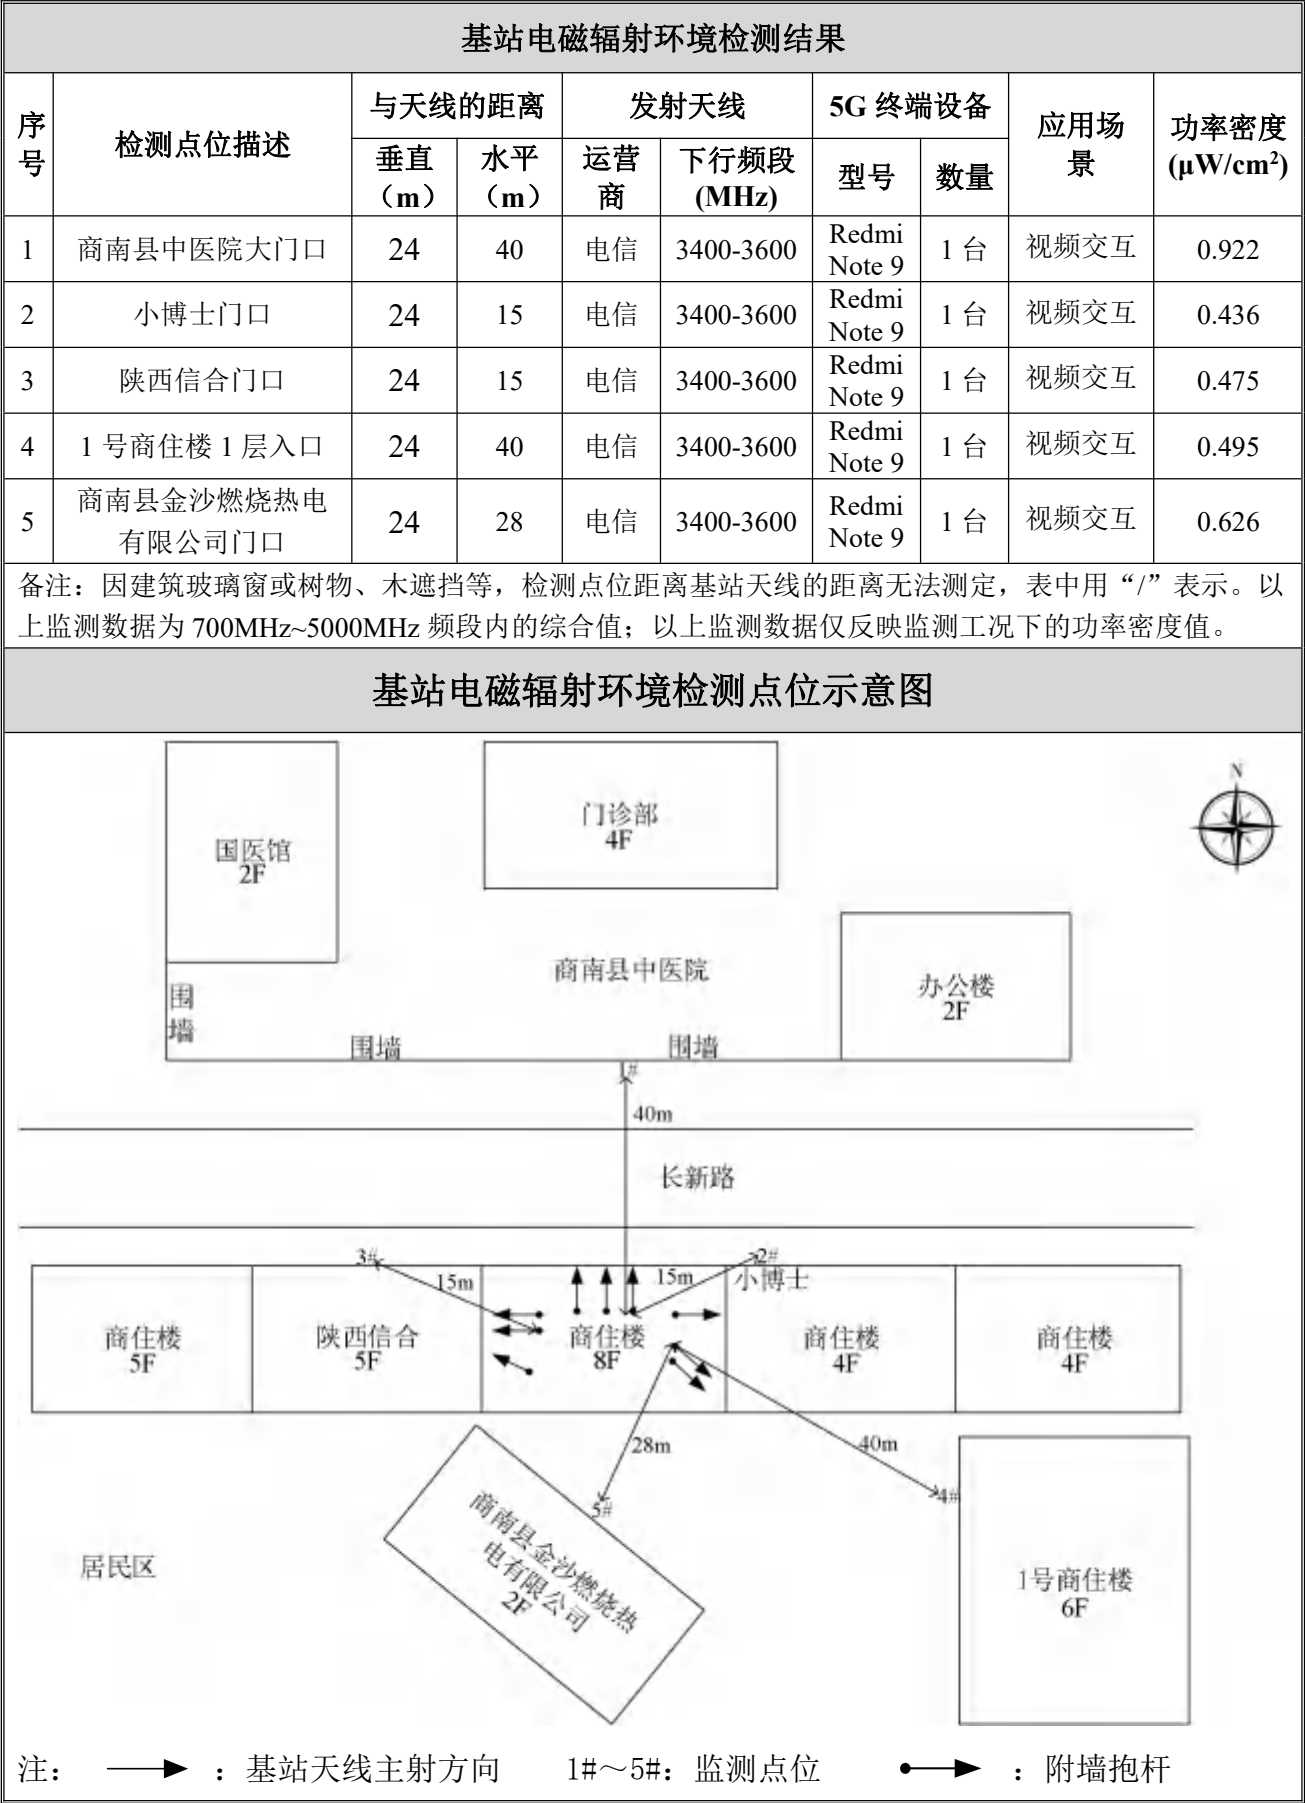 基站电磁辐射环境检测结果
序号
检测点位描述
与天线的距离
发射天线
5G 终端设备
应用场景
功率密度
(μW/cm²)
垂直
（m）
水平
（m）
运营商
下行频段
(MHz)
型号
数量
1 商南县中医院大门口 24 40 电信 3400-3600 Redmi Note 9 1 台 视频交互 0.922
2 小博士门口 24 15 电信 3400-3600 Redmi Note 9 1 台 视频交互 0.436
3 陕西信合门口 24 15 电信 3400-3600 Redmi Note 9 1 台 视频交互 0.475
4 1 号商住楼 1 层入口 24 40 电信 3400-3600 Redmi Note 9 1 台 视频交互 0.495
5 商南县金沙燃烧热电有限公司门口 24 28 电信 3400-3600 Redmi Note 9 1 台 视频交互 0.626
备注：因建筑玻璃窗或树物、木遮挡等，检测点位距离基站天线的距离无法测定，表中用“/”表示。以
上监测数据为 700MHz~5000MHz 频段内的综合值；以上监测数据仅反映监测工况下的功率密度值。
基站电磁辐射环境检测点位示意图
N
国医馆
2F
门诊部
4F
商南县中医院
办公楼
2F
围墙
围墙
围墙
1#
40m
长新路
3#
15m
15m
2#
小博士
商住楼
5F
陕西信合
5F
商住楼
8F
商住楼
4F
商住楼
4F
28m
40m
5#
4#
商南县金沙燃烧热
电有限公司
2F
居民区
1号商住楼
6F
注： ：基站天线主射方向 1#～5#：监测点位 ：附墙抱杆